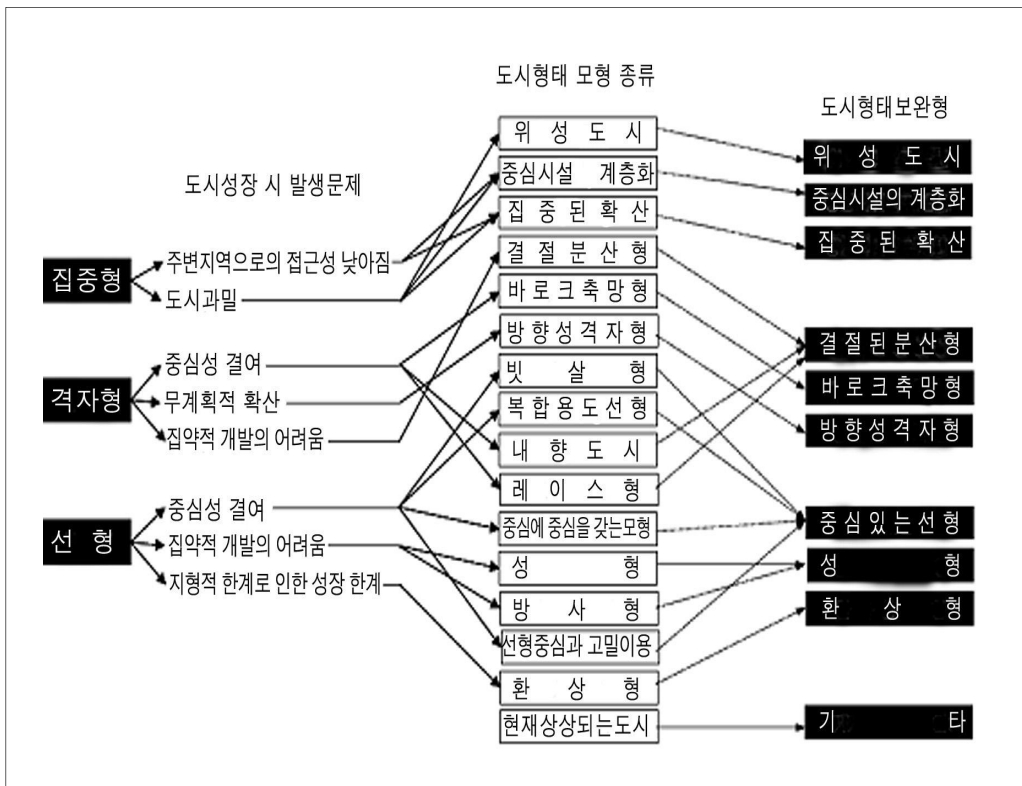 도시형태 모형 종류
도시형태보완형
도시성장 시 발생문제
집중형
주변지역으로의 접근성 낮아짐
도시과밀
격자형
중심성 결여
무계획적 확산
집약적 개발의 어려움
선 형
중심성 결여
집약적 개발의 어려움
지형적 한계로 인한 성장 한계
위 성 도 시
중심시설 계층화
집 중 된 확 산
결 절 분 산 형
바 로 크 축 망 형
방 향 성 격 자 형
빗 살 형
복 합 용 도 선 형
내 향 도 시
레 이 스 형
중심에 중심을 갖는모형
성 형
방 사 형
선형중심과 고밀이용
환 상 형
현재상상되는도시
위 성 도 시
중심시설의 계층화
집 중 된 확 산
결 절 된 분 산 형
바 로 크 축 망 형
방 향 성 격 자 형
중 심 있 는 선 형
성 형
환 상 형
기 타